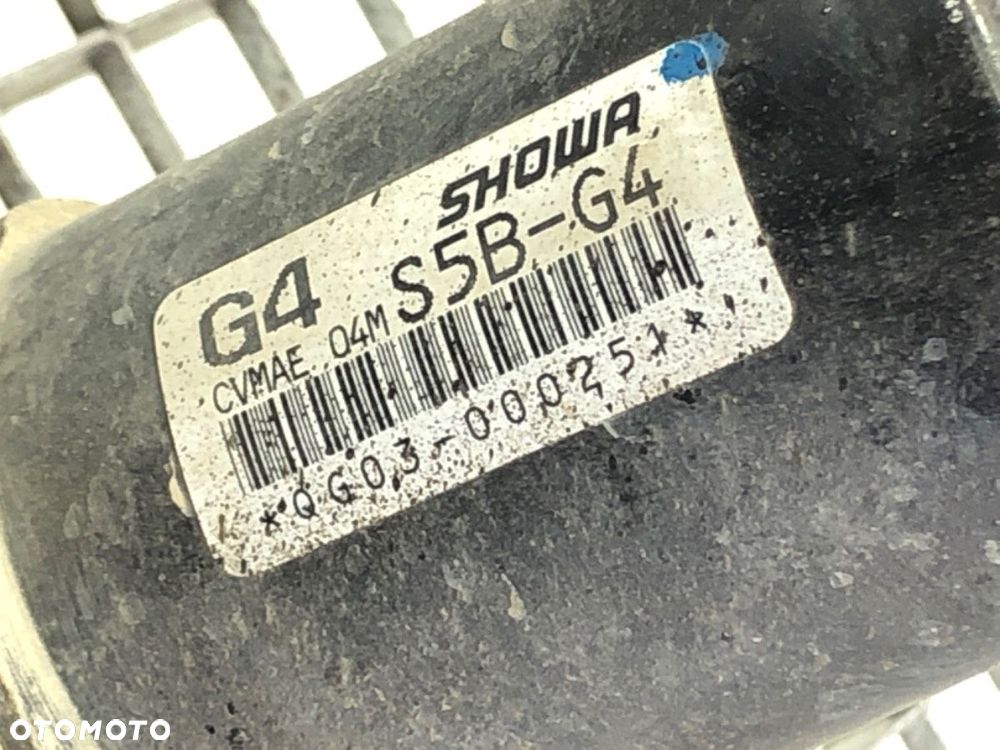 SHOWA
G4 S5B-G4
CVMAE 04M
*QG03-000251*
OTOMOTO